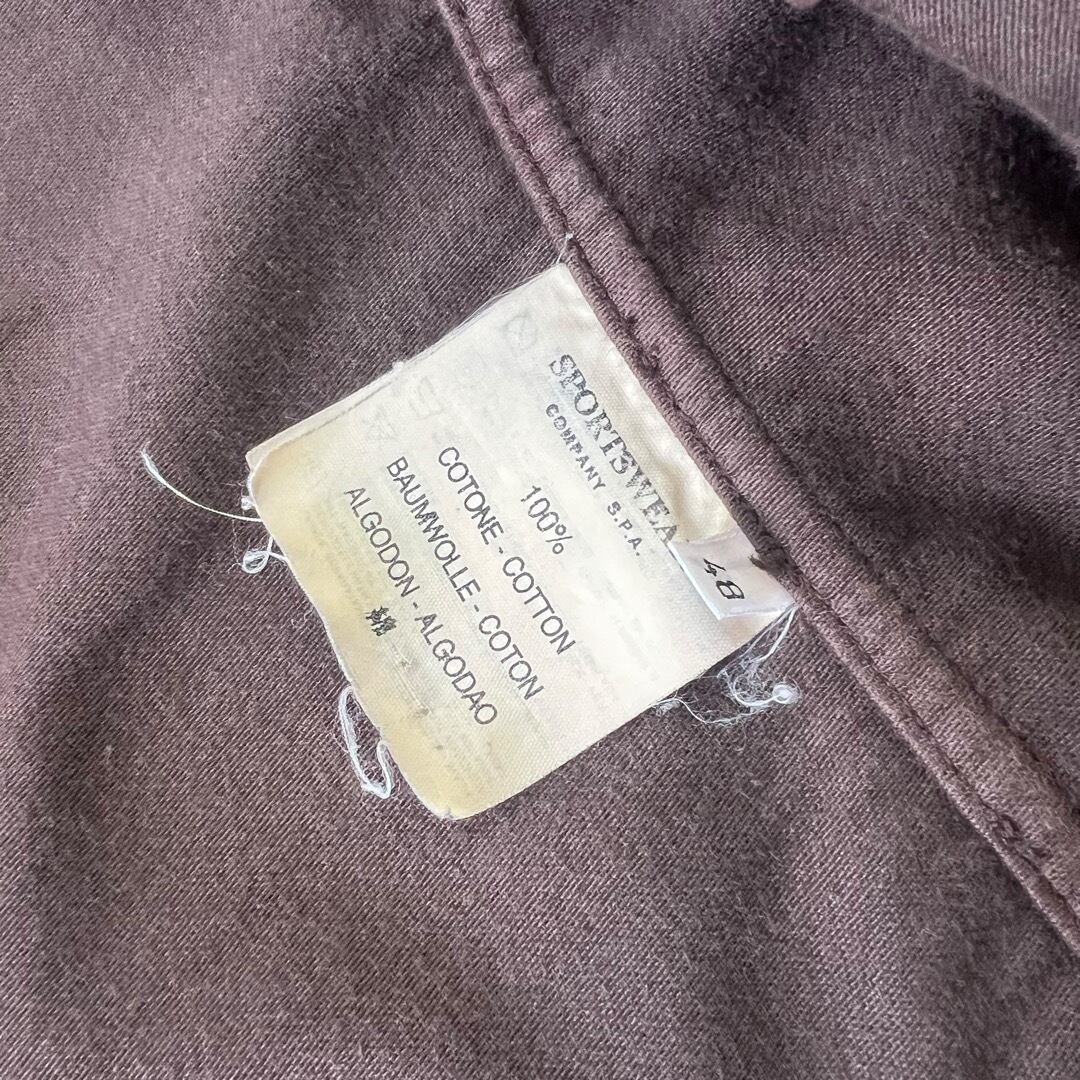 SPORTSWEA
COMPANY S.P.A.
48
100%
COTONE - COTTON
BAUMWOLLE - COTON
ALGODON - ALGODAO